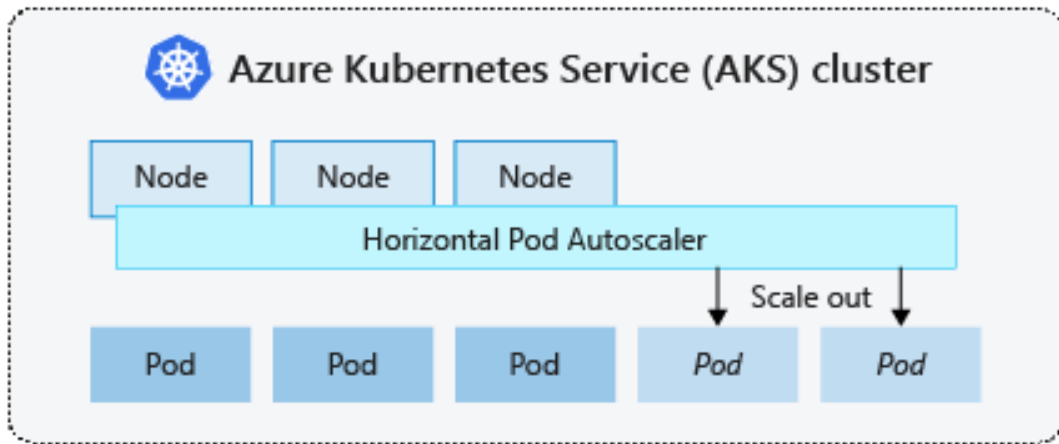 Azure Kubernetes Service (AKS) cluster
Node Node Node
Horizontal Pod Autoscaler
Scale out
Pod Pod Pod Pod Pod